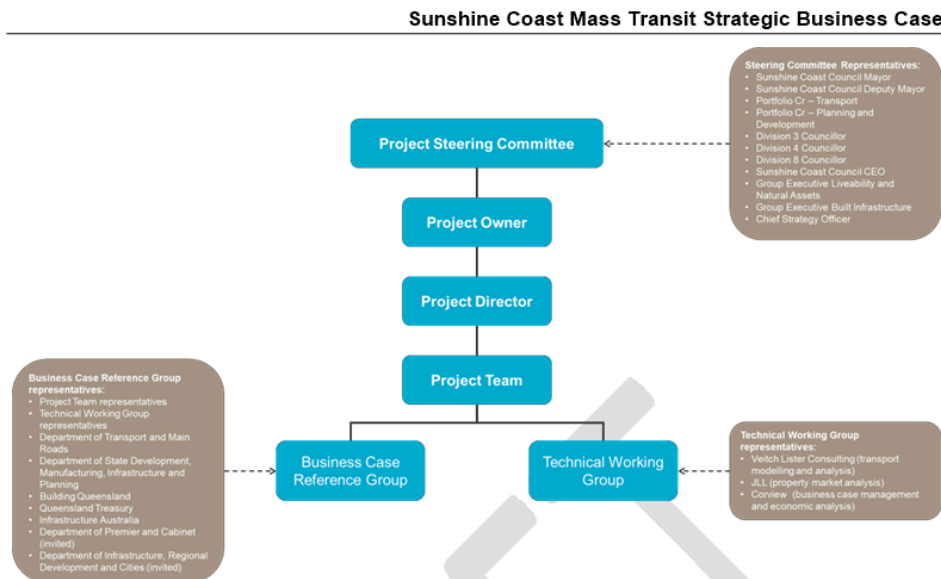 Sunshine Coast Mass Transit Strategic Business Case
Steering Committee Representatives:
• Sunshine Coast Council Mayor
• Sunshine Coast Council Deputy Mayor
• Portfolio Cr – Transport
• Portfolio Cr – Planning and
Development
• Division 3 Councillor
• Division 4 Councillor
• Division 8 Councillor
• Sunshine Coast Council CEO
• Group Executive Liveability and
Natural Assets
• Group Executive Built Infrastructure
• Chief Strategy Officer
Project Steering Committee
Project Owner
Project Director
Project Team
Business Case Reference Group
representatives:
• Project Team representatives
• Technical Working Group
representatives
• Department of Transport and Main
Roads
• Department of State Development,
Manufacturing, Infrastructure and
Planning
• Building Queensland
• Queensland Treasury
• Infrastructure Australia
• Department of Premier and Cabinet
(invited)
• Department of Infrastructure, Regional
Development and Cities (invited)
Business Case
Reference Group
Technical Working
Group
Technical Working Group
representatives:
• Veitch Lister Consulting (transport
modelling and analysis)
• JLL (property market analysis)
• Corview (business case management
and economic analysis)